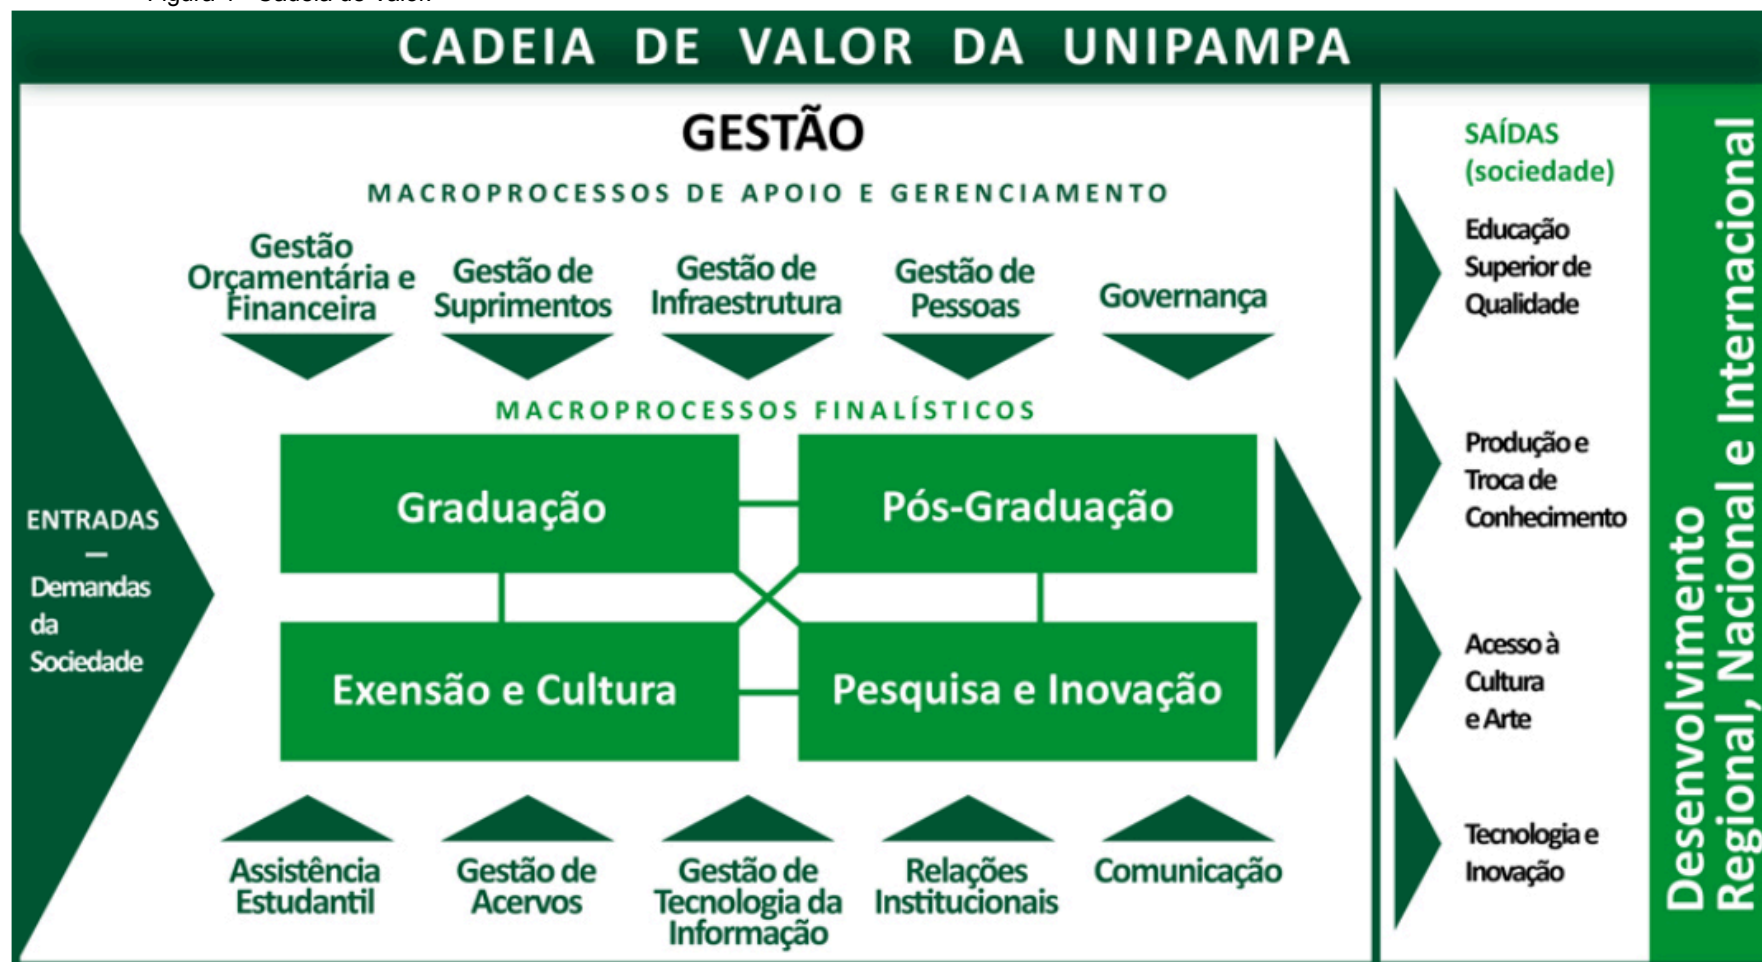 CADEIA DE VALOR DA UNIPAMPA
GESTÃO
MACROPROCESSOS DE APOIO E GERENCIAMENTO
Gestão
Orçamentária e
Financeira
Gestão de
Suprimentos
Gestão de
Infraestrutura
Gestão de
Pessoas
Governança
MACROPROCESSOS FINALÍSTICOS
ENTRADAS
–
Demandas
da
Sociedade
Graduação
Pós-Graduação
Exensão e Cultura
Pesquisa e Inovação
Assistência
Estudantil
Gestão de
Acervos
Gestão de
Tecnologia da
Informação
Relações
Institucionais
Comunicação
SAÍDAS
(sociedade)
Educação
Superior de
Qualidade
Produção e
Troca de
Conhecimento
Acesso à
Cultura
e Arte
Tecnologia e
Inovação
Desenvolvimento
Regional, Nacional e Internacional